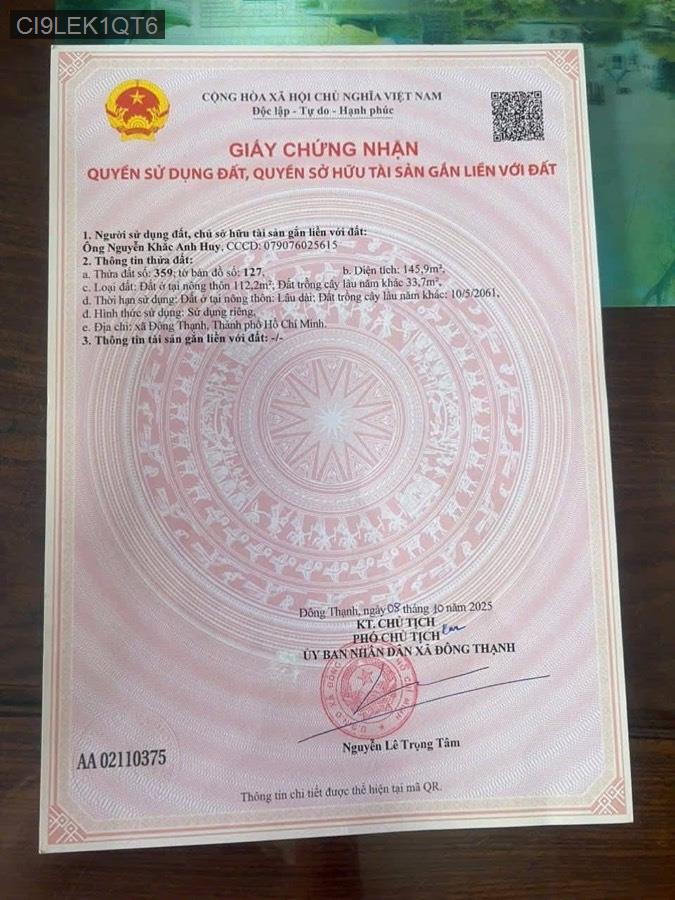 CI9LEK1QT6
CỘNG HÒA XÃ HỘI CHỦ NGHĨA VIỆT NAM
Độc lập - Tự do - Hạnh phúc
GIẤY CHỨNG NHẬN
QUYỀN SỬ DỤNG ĐẤT, QUYỀN SỞ HỮU TÀI SẢN GẮN LIỀN VỚI ĐẤT
1. Người sử dụng đất, chủ sở hữu tài sản gắn liền với đất:
Ông Nguyễn Khắc Anh Huy, CCCD: 079076025615
2. Thông tin thửa đất:
a. Thửa đất số: 359; tờ bản đồ số: 127, b. Diện tích: 145,9m²,
c. Loại đất: Đất ở tại nông thôn 112,2m²; Đất trồng cây lâu năm khác 33,7m²,
d. Thời hạn sử dụng: Đất ở tại nông thôn: Lâu dài; Đất trồng cây lâu năm khác: 10/5/2061,
đ. Hình thức sử dụng: Sử dụng riêng,
e. Địa chỉ: xã Đông Thạnh, Thành phố Hồ Chí Minh.
3. Thông tin tài sản gắn liền với đất: -/-
Đông Thạnh, ngày 08 tháng 10 năm 2025
KT. CHỦ TỊCH
PHÓ CHỦ TỊCH
ỦY BAN NHÂN DÂN XÃ ĐÔNG THẠNH
Nguyễn Lê Trọng Tâm
AA 02110375
Thông tin chi tiết được thể hiện tại mã QR.